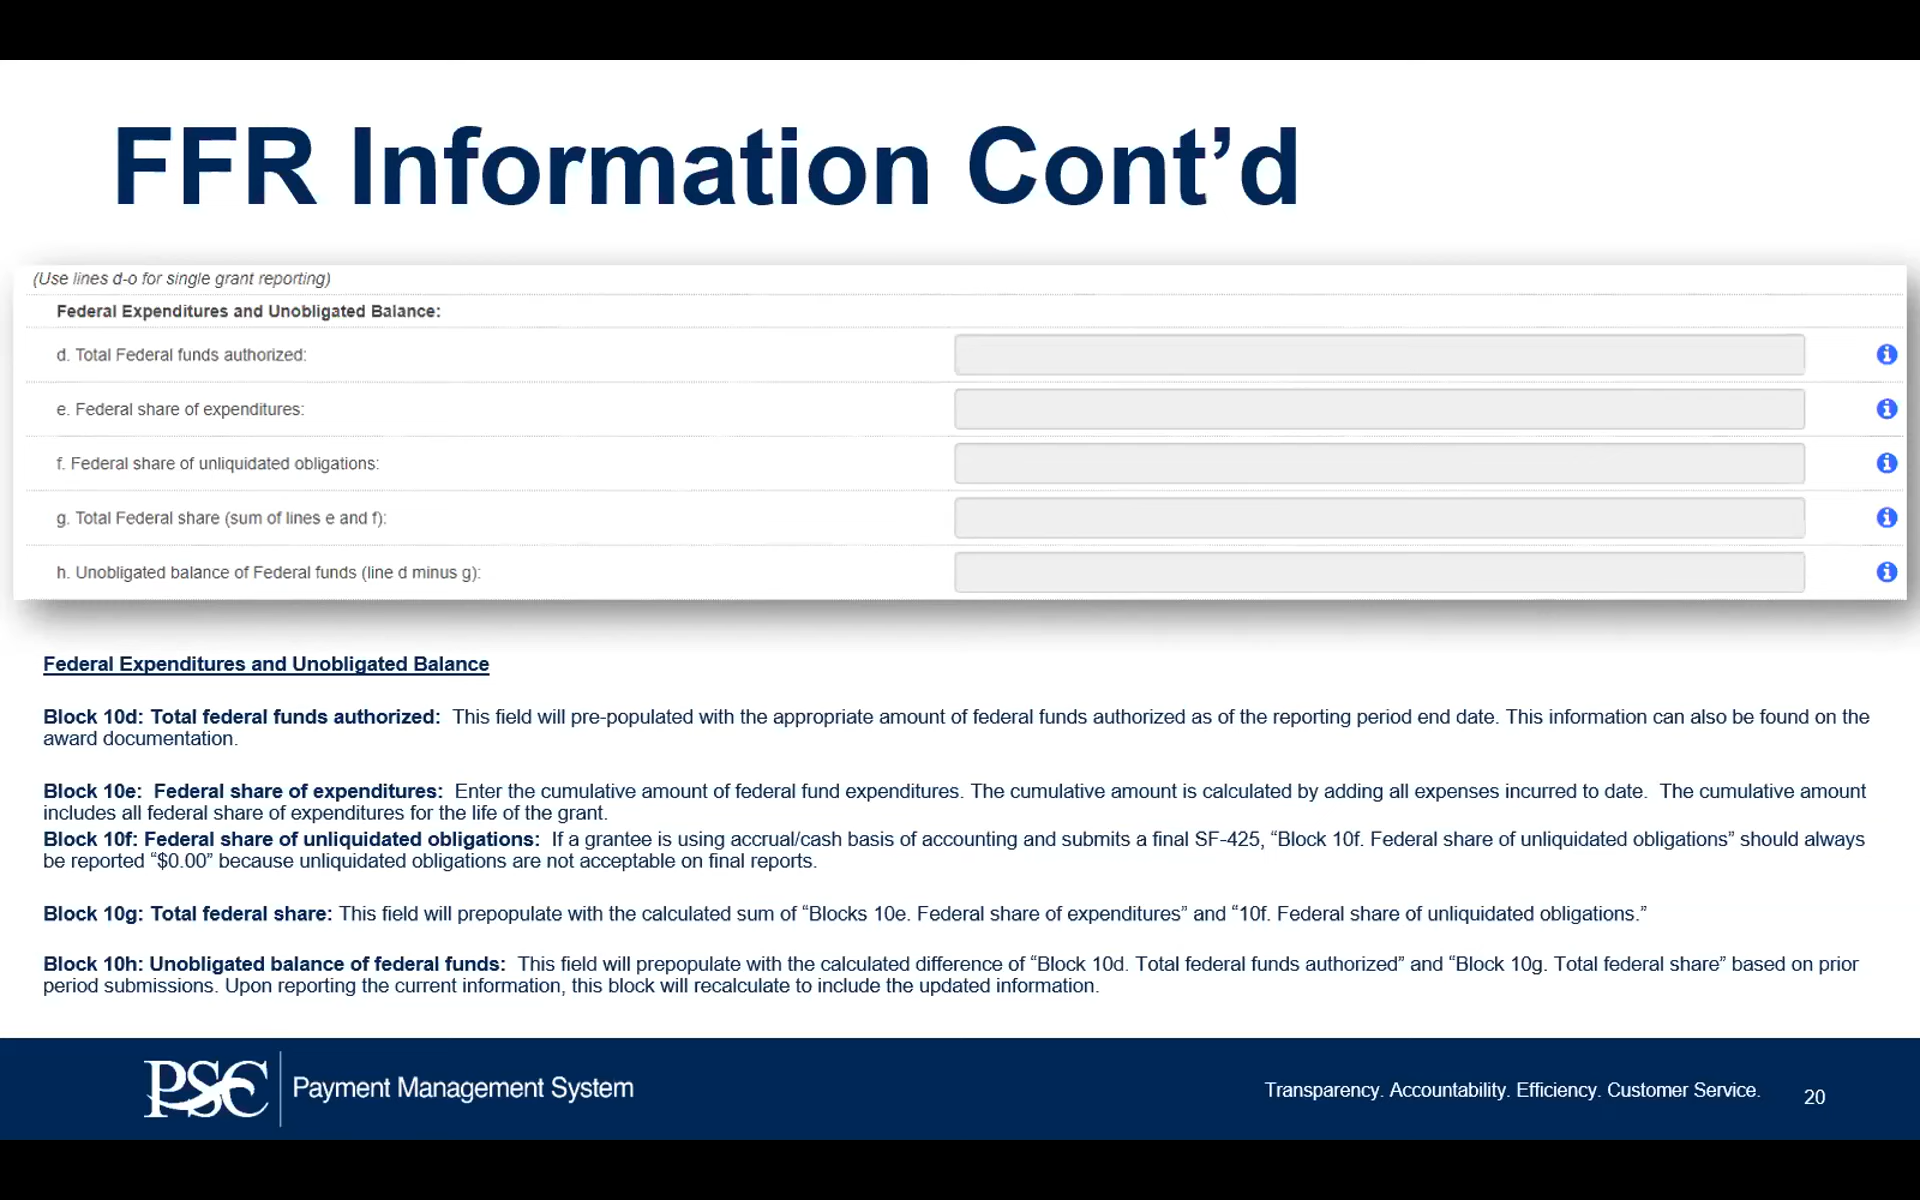 FFR Information Cont’d
(Use lines d-o for single grant reporting)
Federal Expenditures and Unobligated Balance:
d. Total Federal funds authorized:
e. Federal share of expenditures:
f. Federal share of unliquidated obligations:
g. Total Federal share (sum of lines e and f):
h. Unobligated balance of Federal funds (line d minus g):
Federal Expenditures and Unobligated Balance
Block 10d: Total federal funds authorized: This field will pre-populated with the appropriate amount of federal funds authorized as of the reporting period end date. This information can also be found on the
award documentation.
Block 10e: Federal share of expenditures: Enter the cumulative amount of federal fund expenditures. The cumulative amount is calculated by adding all expenses incurred to date. The cumulative amount
includes all federal share of expenditures for the life of the grant.
Block 10f: Federal share of unliquidated obligations: If a grantee is using accrual/cash basis of accounting and submits a final SF-425, “Block 10f. Federal share of unliquidated obligations” should always
be reported “$0.00” because unliquidated obligations are not acceptable on final reports.
Block 10g: Total federal share: This field will prepopulate with the calculated sum of “Blocks 10e. Federal share of expenditures” and “10f. Federal share of unliquidated obligations.”
Block 10h: Unobligated balance of federal funds: This field will prepopulate with the calculated difference of “Block 10d. Total federal funds authorized” and “Block 10g. Total federal share” based on prior
period submissions. Upon reporting the current information, this block will recalculate to include the updated information.
PSC Payment Management System
Transparency. Accountability. Efficiency. Customer Service.
20